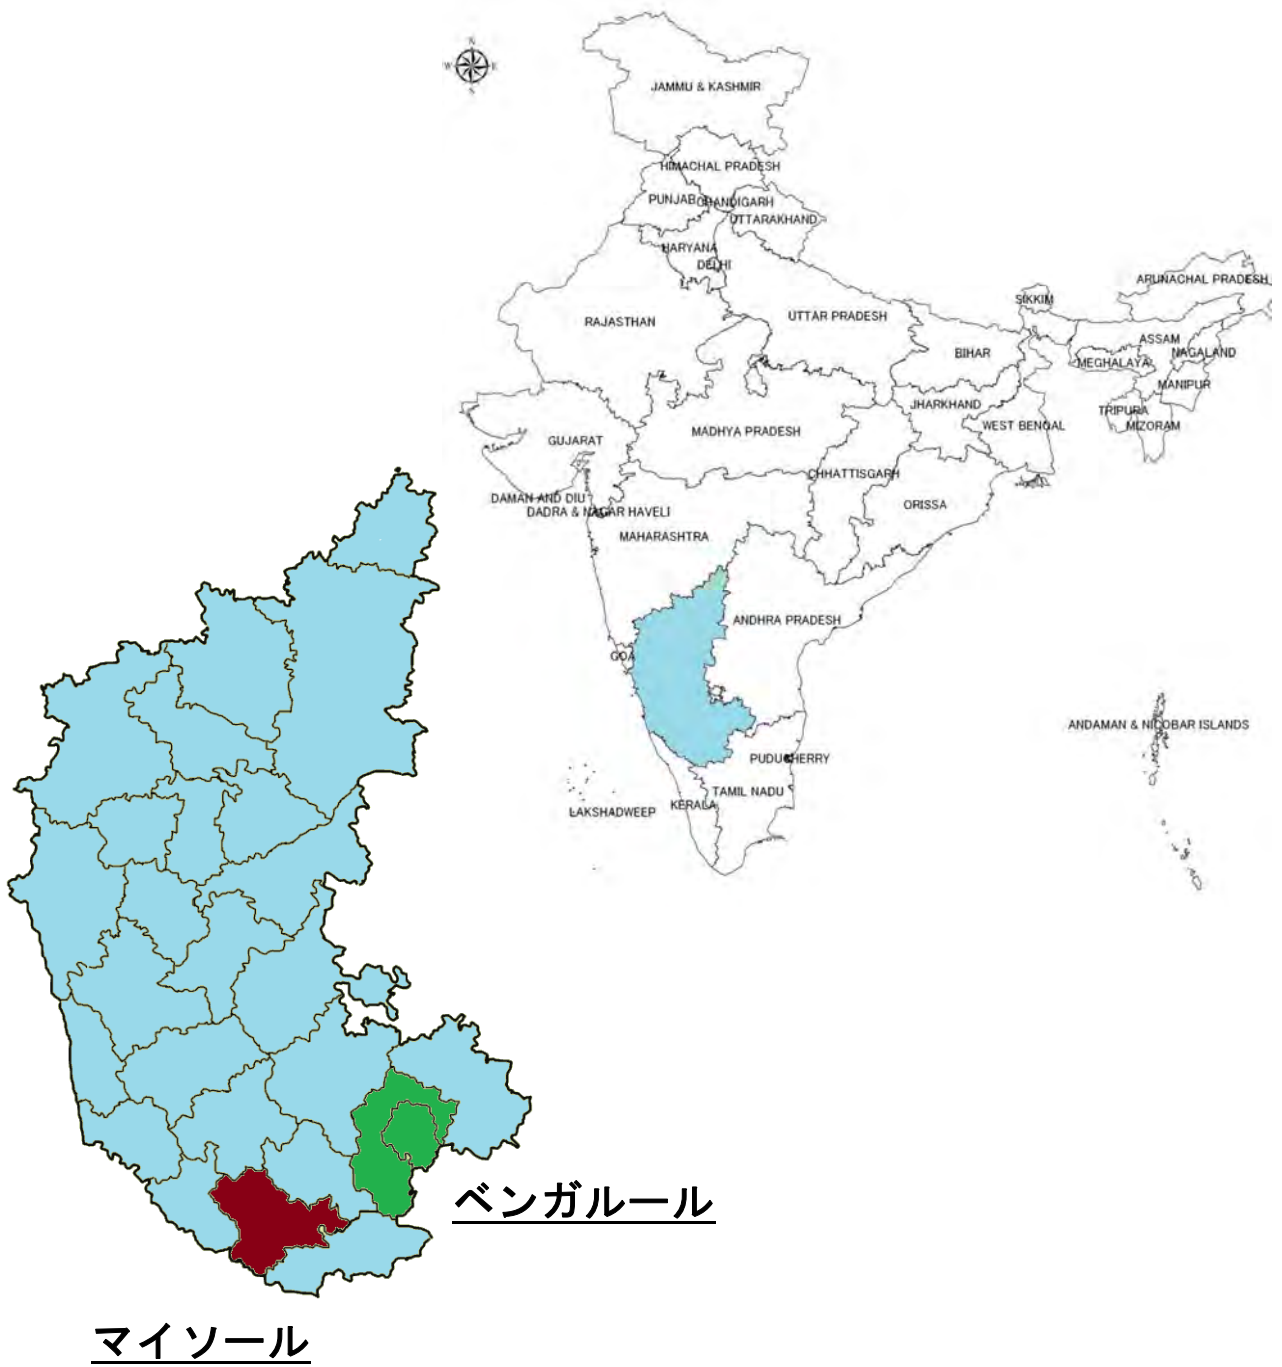 N
W E
S
JAMMU & KASHMIR
HIMACHAL PRADESH
PUNJAB
CHANDIGARH
UTTARAKHAND
HARYANA
DELHI
ARUNACHAL PRADESH
SIKKIM
RAJASTHAN
UTTAR PRADESH
ASSAM
BIHAR
NAGALAND
MEGHALAYA
MANIPUR
JHARKHAND
TRIPURA
WEST BENGAL
MIZORAM
MADHYA PRADESH
GUJARAT
CHHATTISGARH
DAMAN AND DIU
DADRA & NAGAR HAVELI
ORISSA
MAHARASHTRA
ANDHRA PRADESH
GOA
ANDAMAN & NICOBAR ISLANDS
PUDUCHERRY
TAMIL NADU
KERALA
LAKSHADWEEP
ベンガルール
マイソール